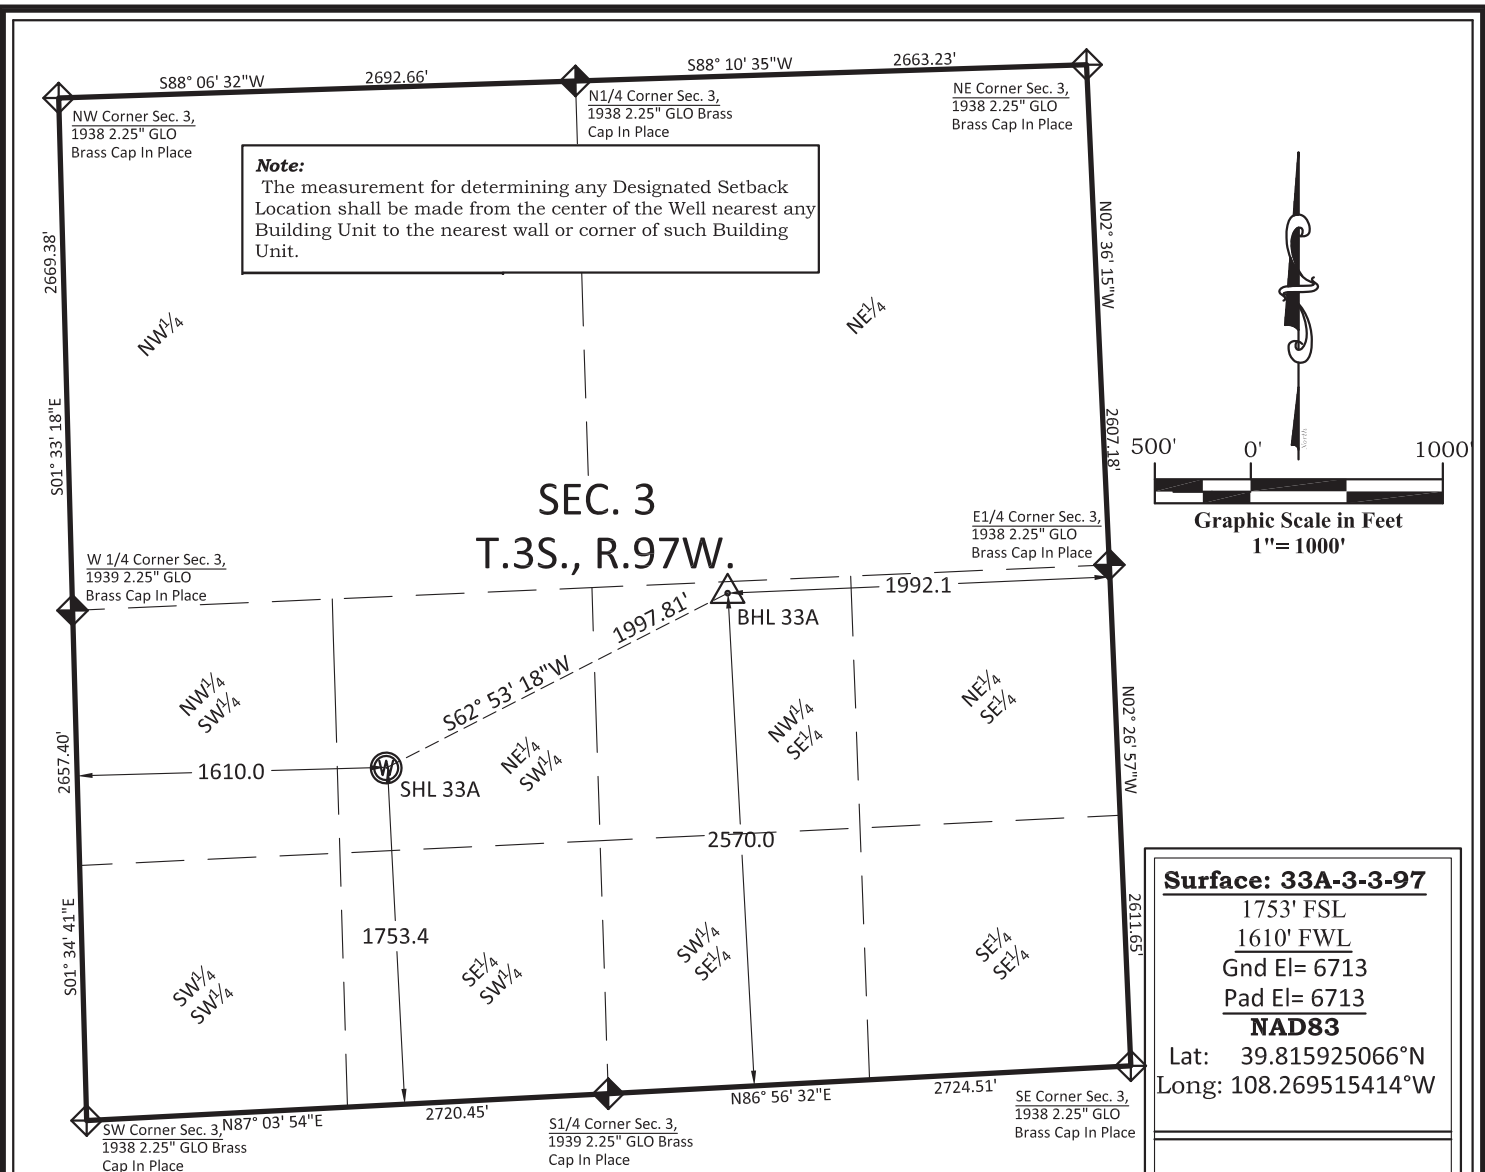 S88° 06' 32"W 2692.66'
S88° 10' 35"W 2663.23'
NW Corner Sec. 3,
1938 2.25" GLO
Brass Cap In Place
N1/4 Corner Sec. 3,
1938 2.25" GLO Brass
Cap In Place
NE Corner Sec. 3,
1938 2.25" GLO
Brass Cap In Place
Note:
The measurement for determining any Designated Setback
Location shall be made from the center of the Well nearest any
Building Unit to the nearest wall or corner of such Building
Unit.
2669.38'
S01° 33' 18"E
N02° 36' 15"W
2607.18'
NW1/4
NE1/4
North
500' 0' 1000'
Graphic Scale in Feet
1"= 1000'
SEC. 3
T.3S., R.97W.
E1/4 Corner Sec. 3,
1938 2.25" GLO
Brass Cap In Place
W 1/4 Corner Sec. 3,
1939 2.25" GLO
Brass Cap In Place
1992.1
BHL 33A
1997.81'
S62° 53' 18"W
NW1/4
SW1/4
NE1/4
SW1/4
NW1/4
SE1/4
NE1/4
SE1/4
N02° 26' 57"W
2657.40'
1610.0
W
SHL 33A
2570.0
1753.4
S01° 34' 41"E
2611.65'
SW1/4
SW1/4
SE1/4
SW1/4
SW1/4
SE1/4
SE1/4
SE1/4
Surface: 33A-3-3-97
1753' FSL
1610' FWL
Gnd El= 6713
Pad El= 6713
NAD83
Lat: 39.815925066°N
Long: 108.269515414°W
N87° 03' 54"E 2720.45'
N86° 56' 32"E 2724.51'
SW Corner Sec. 3,
1938 2.25" GLO Brass
Cap In Place
S1/4 Corner Sec. 3,
1939 2.25" GLO Brass
Cap In Place
SE Corner Sec. 3,
1938 2.25" GLO
Brass Cap In Place